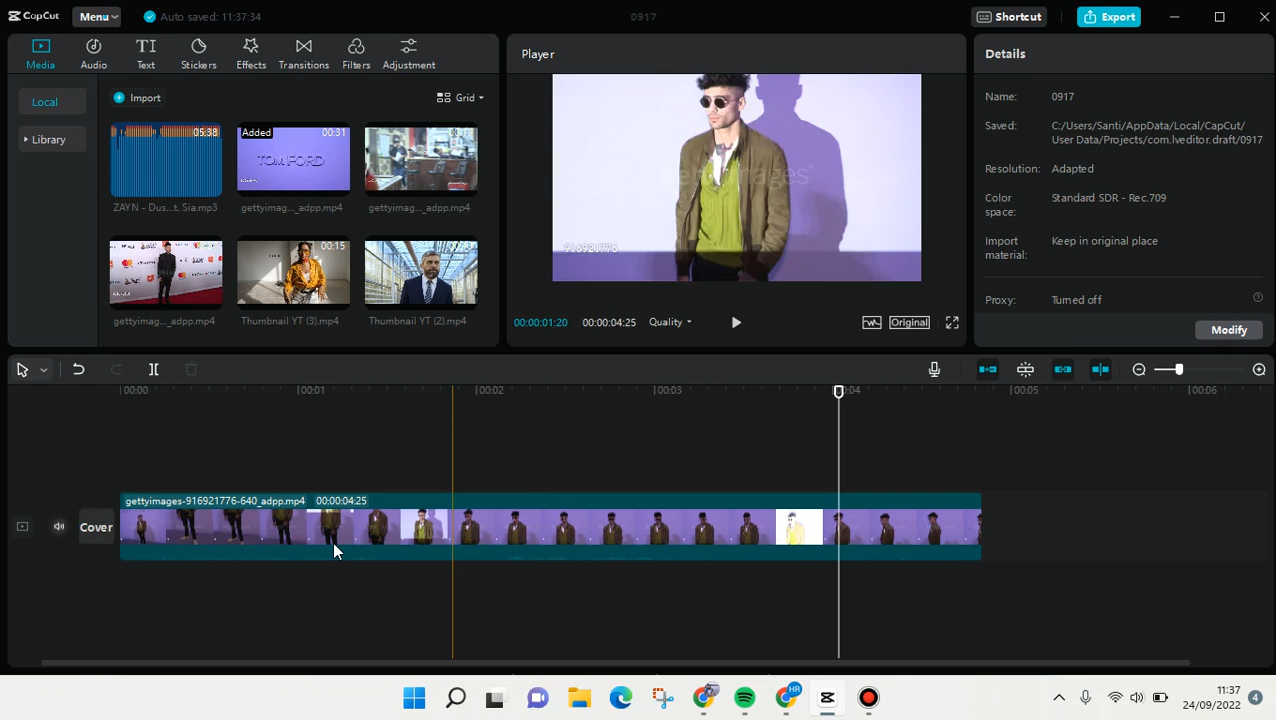 CapCut
Menu
Auto saved: 11:37:34
0917
Shortcut
Export
Media
Audio
Text
Stickers
Effects
Transitions
Filters
Adjustment
Local
Library
Import
Grid
05:38
ZAYN - Dus...t. Sia.mp3
Added
00:31
TOM FORD
gettyimag..._adpp.mp4
gettyimag..._adpp.mp4
gettyimag..._adpp.mp4
00:15
Thumbnail YT (3).mp4
Thumbnail YT (2).mp4
Player
916921776
00:00:01:20
00:00:04:25
Quality
Original
Details
Name:
0917
Saved:
C:/Users/Santi/AppData/Local/CapCut/
User Data/Projects/com.lveditor.draft/0917
Resolution:
Adapted
Color
space:
Standard SDR - Rec.709
Import
material:
Keep in original place
Proxy:
Turned off
Modify
00:00
00:01
00:02
00:03
00:04
00:05
00:06
gettyimages-916921776-640_adpp.mp4
00:00:04:25
Cover
HR
11:37
24/09/2022
4